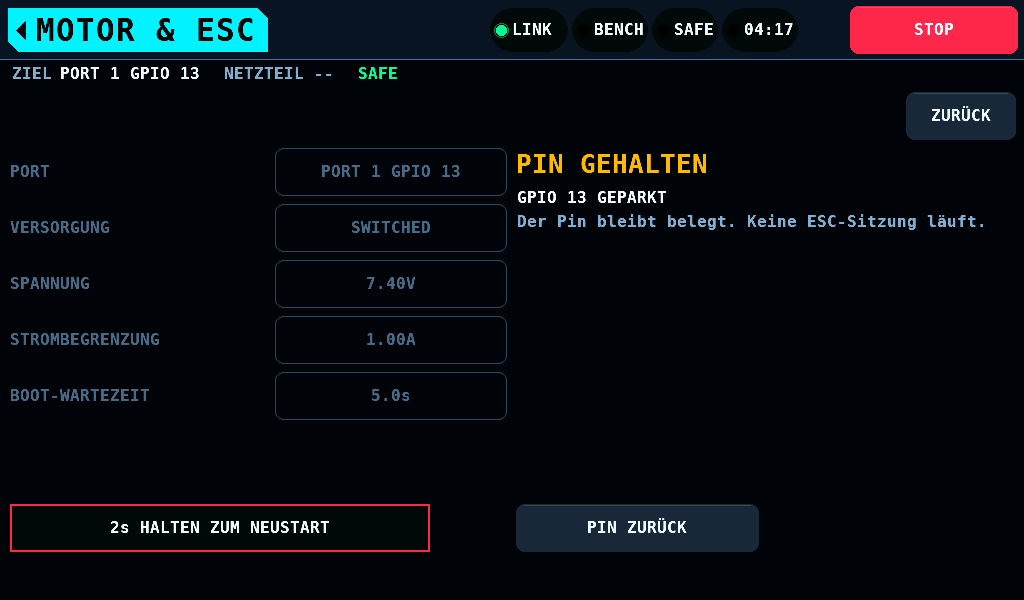 MOTOR & ESC
LINK
BENCH
SAFE
04:17
STOP
ZIEL PORT 1 GPIO 13 NETZTEIL -- SAFE
ZURÜCK
PORT
PORT 1 GPIO 13
VERSORGUNG
SWITCHED
SPANNUNG
7.40V
STROMBEGRENZUNG
1.00A
BOOT-WARTEZEIT
5.0s
PIN GEHALTEN
GPIO 13 GEPARKT
Der Pin bleibt belegt. Keine ESC-Sitzung läuft.
2s HALTEN ZUM NEUSTART
PIN ZURÜCK